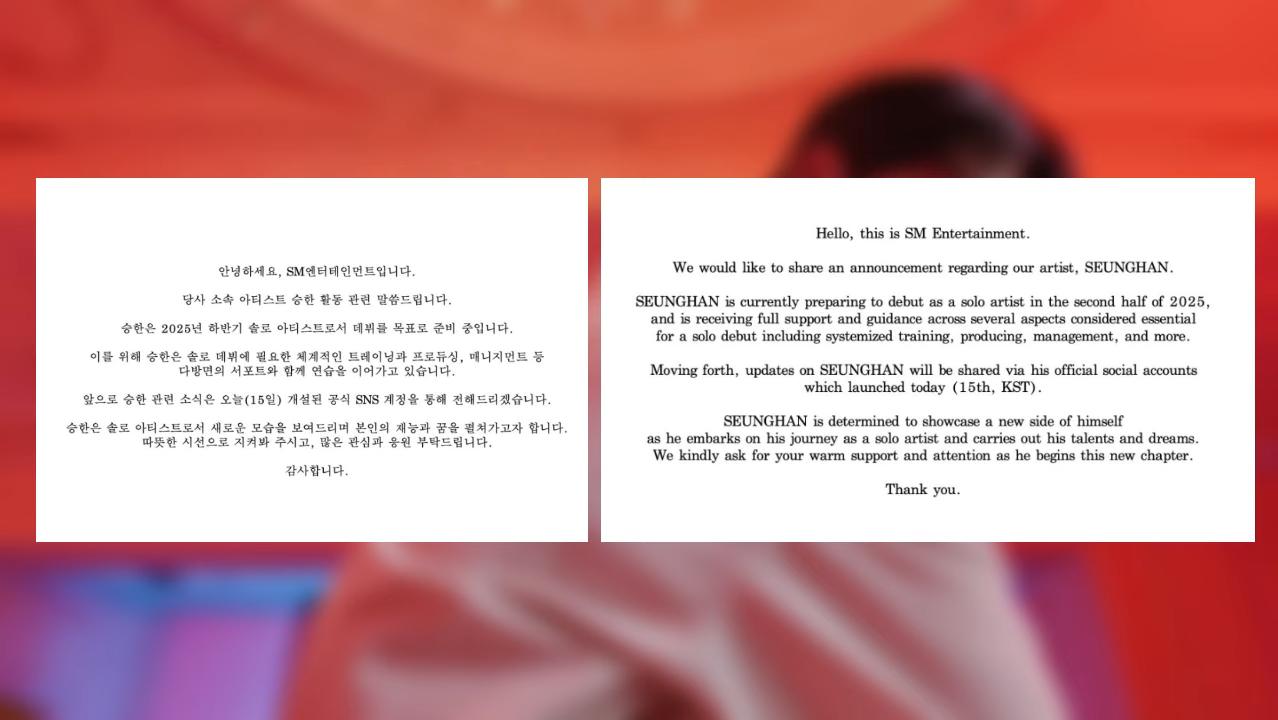 안녕하세요, SM엔터테인먼트입니다.
당사 소속 아티스트 승한 활동 관련 말씀드립니다.
승한은 2025년 하반기 솔로 아티스트로서 데뷔를 목표로 준비 중입니다.
이를 위해 승한은 솔로 데뷔에 필요한 체계적인 트레이닝과 프로듀싱, 매니지먼트 등
다방면의 서포트와 함께 연습을 이어가고 있습니다.
앞으로 승한 관련 소식은 오늘(15일) 개설된 공식 SNS 계정을 통해 전해드리겠습니다.
승한은 솔로 아티스트로서 새로운 모습을 보여드리며 본인의 재능과 꿈을 펼쳐가고자 합니다.
따뜻한 시선으로 지켜봐 주시고, 많은 관심과 응원 부탁드립니다.
감사합니다.
Hello, this is SM Entertainment.
We would like to share an announcement regarding our artist, SEUNGHAN.
SEUNGHAN is currently preparing to debut as a solo artist in the second half of 2025,
and is receiving full support and guidance across several aspects considered essential
for a solo debut including systemized training, producing, management, and more.
Moving forth, updates on SEUNGHAN will be shared via his official social accounts
which launched today (15th, KST).
SEUNGHAN is determined to showcase a new side of himself
as he embarks on his journey as a solo artist and carries out his talents and dreams.
We kindly ask for your warm support and attention as he begins this new chapter.
Thank you.